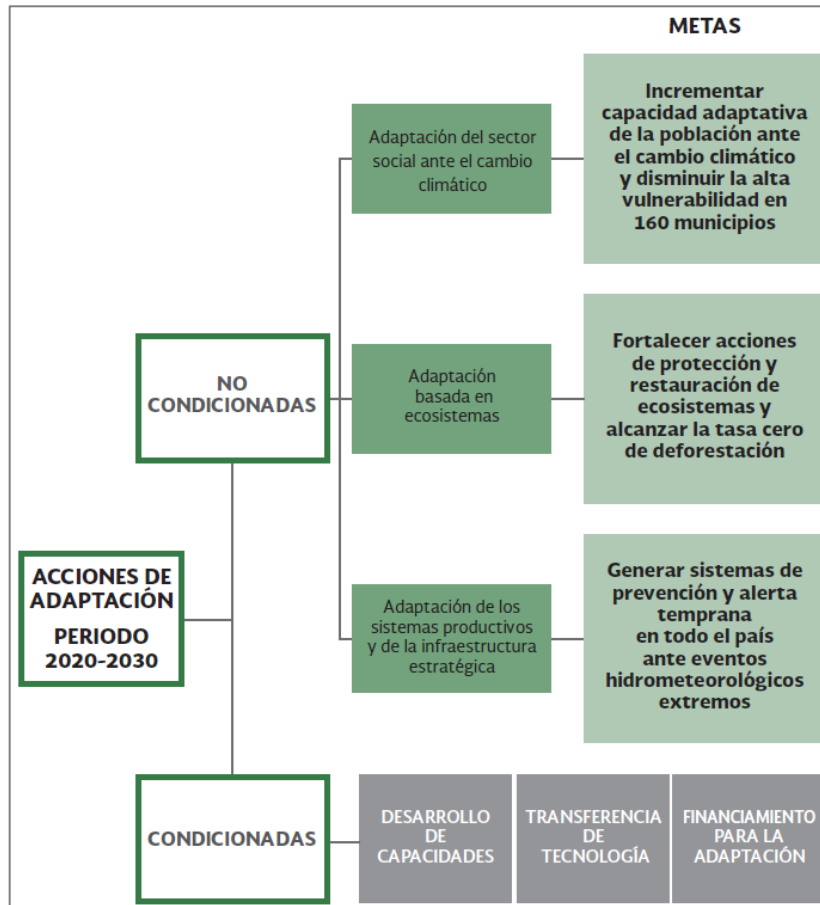 METAS
Adaptación del sector
social ante el cambio
climático
Incrementar
capacidad adaptativa
de la población ante
el cambio climático
y disminuir la alta
vulnerabilidad en
160 municipios
NO
CONDICIONADAS
Adaptación
basada en
ecosistemas
Fortalecer acciones
de protección y
restauración de
ecosistemas y
alcanzar la tasa cero
de deforestación
ACCIONES DE
ADAPTACIÓN
PERIODO
2020-2030
Adaptación de los
sistemas productivos
y de la infraestructura
estratégica
Generar sistemas de
prevención y alerta
temprana
en todo el país
ante eventos
hidrometeorológicos
extremos
CONDICIONADAS
DESARROLLO
DE
CAPACIDADES
TRANSFERENCIA
DE
TECNOLOGÍA
FINANCIAMIENTO
PARA LA
ADAPTACIÓN